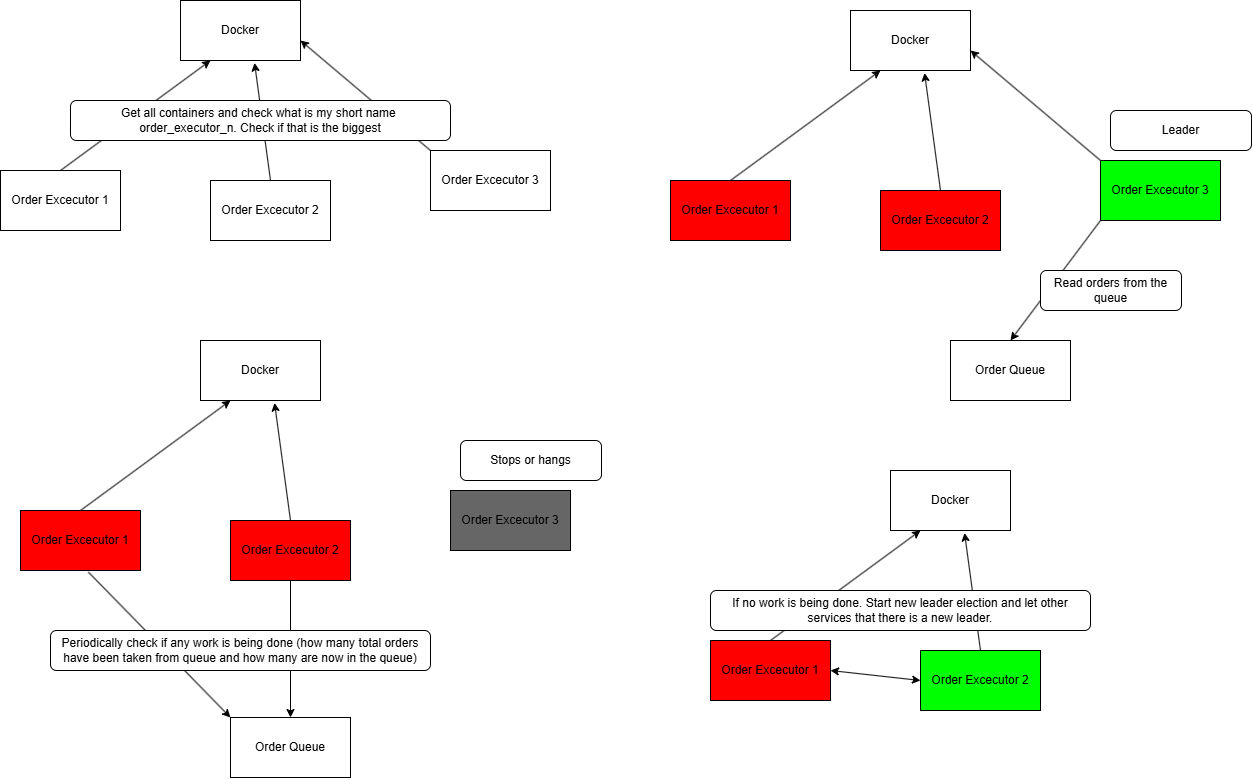 Docker
Get all containers and check what is my short name
order_executor_n. Check if that is the biggest
Order Excecutor 1
Order Excecutor 2
Order Excecutor 3
Docker
Leader
Order Excecutor 1
Order Excecutor 2
Order Excecutor 3
Read orders from the
queue
Order Queue
Docker
Stops or hangs
Order Excecutor 1
Order Excecutor 2
Order Excecutor 3
Periodically check if any work is being done (how many total orders
have been taken from queue and how many are now in the queue)
Order Queue
Docker
If no work is being done. Start new leader election and let other
services that there is a new leader.
Order Excecutor 1
Order Excecutor 2